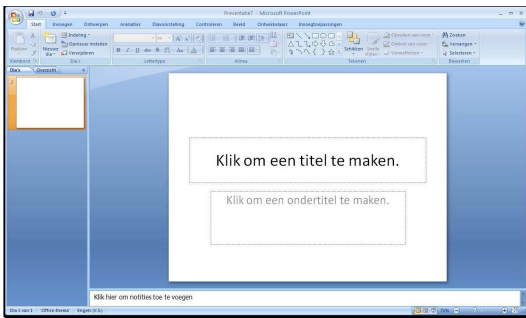 Presentatie7 - Microsoft PowerPoint
Start Invoegen Ontwerpen Animaties Diavoorstelling Controleren Beeld Ontwikkelaars Invoegtoepassingen
Indeling
Opnieuw instellen
Verwijderen
Plakken
Nieuwe dia
Schikken
Snelle stijlen
Opvullen van vorm
Omtrek van vorm
Vormeffecten
Zoeken
Vervangen
Selecteren
Klembord Dia's Lettertype Alinea Tekenen Bewerken
Dia's Overzicht
1
Klik om een titel te maken.
Klik om een ondertitel te maken.
Klik hier om notities toe te voegen
Dia 1 van 1 "Office-thema" Engels (V.S.)